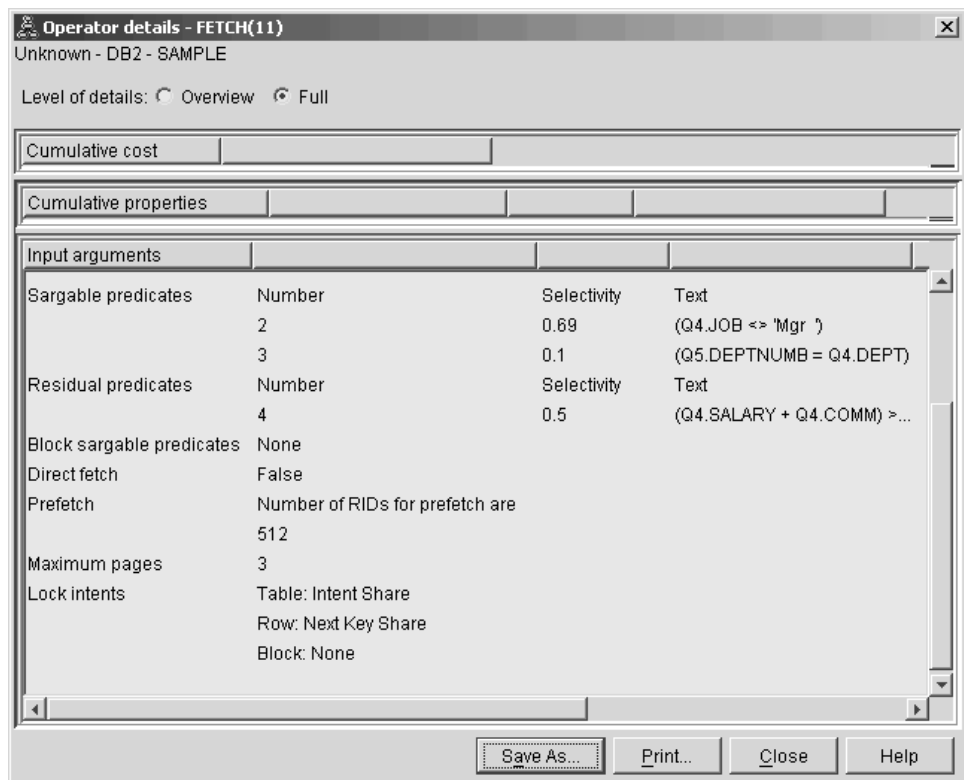 Operator details - FETCH(11)
Unknown - DB2 - SAMPLE
Level of details: Overview Full
Cumulative cost
Cumulative properties
Input arguments
Sargable predicates Number Selectivity Text
2 0.69 (Q4.JOB <> 'Mgr  ')
3 0.1 (Q5.DEPTNUMB = Q4.DEPT)
Residual predicates Number Selectivity Text
4 0.5 (Q4.SALARY + Q4.COMM) >...
Block sargable predicates None
Direct fetch False
Prefetch Number of RIDs for prefetch are
512
Maximum pages 3
Lock intents Table: Intent Share
Row: Next Key Share
Block: None
Save As... Print... Close Help